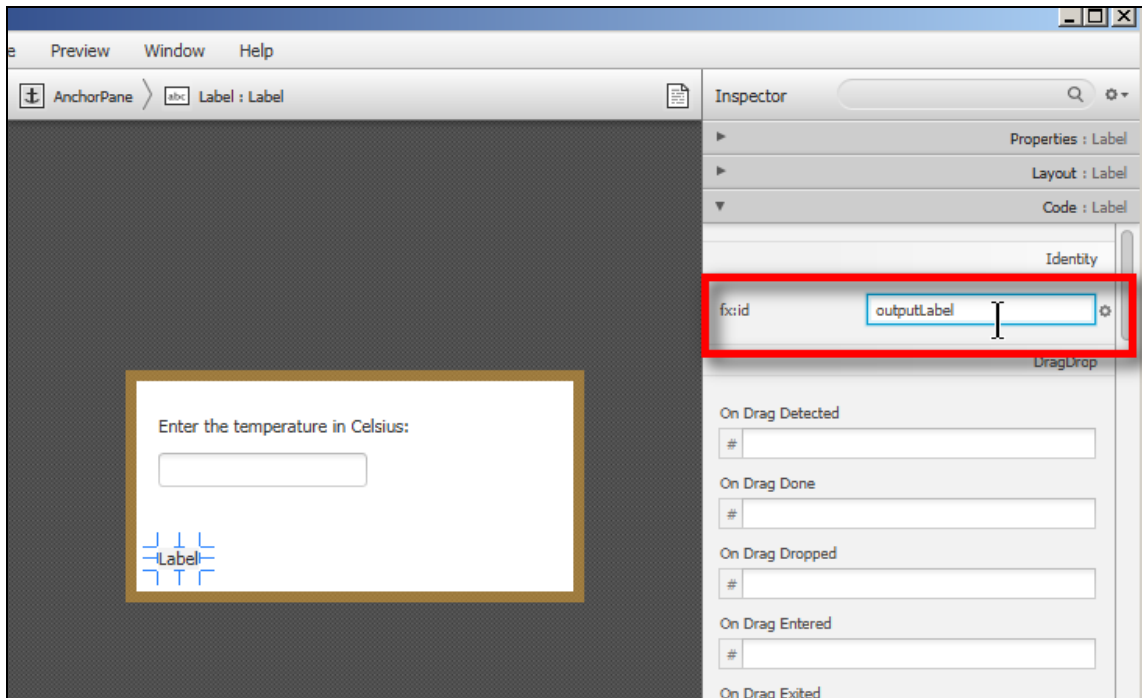 e Preview Window Help
AnchorPane abc Label : Label
Inspector
Properties : Label
Layout : Label
Code : Label
Identity
fx:id outputLabel
DragDrop
On Drag Detected
#
On Drag Done
#
On Drag Dropped
#
On Drag Entered
#
On Drag Exited
Enter the temperature in Celsius:
Label